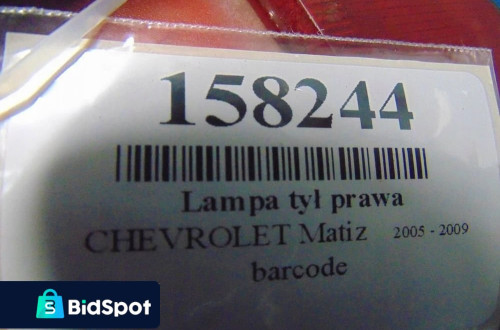 158244
Lampa tył prawa
CHEVROLET Matiz 2005 - 2009
barcode
S BidSpot